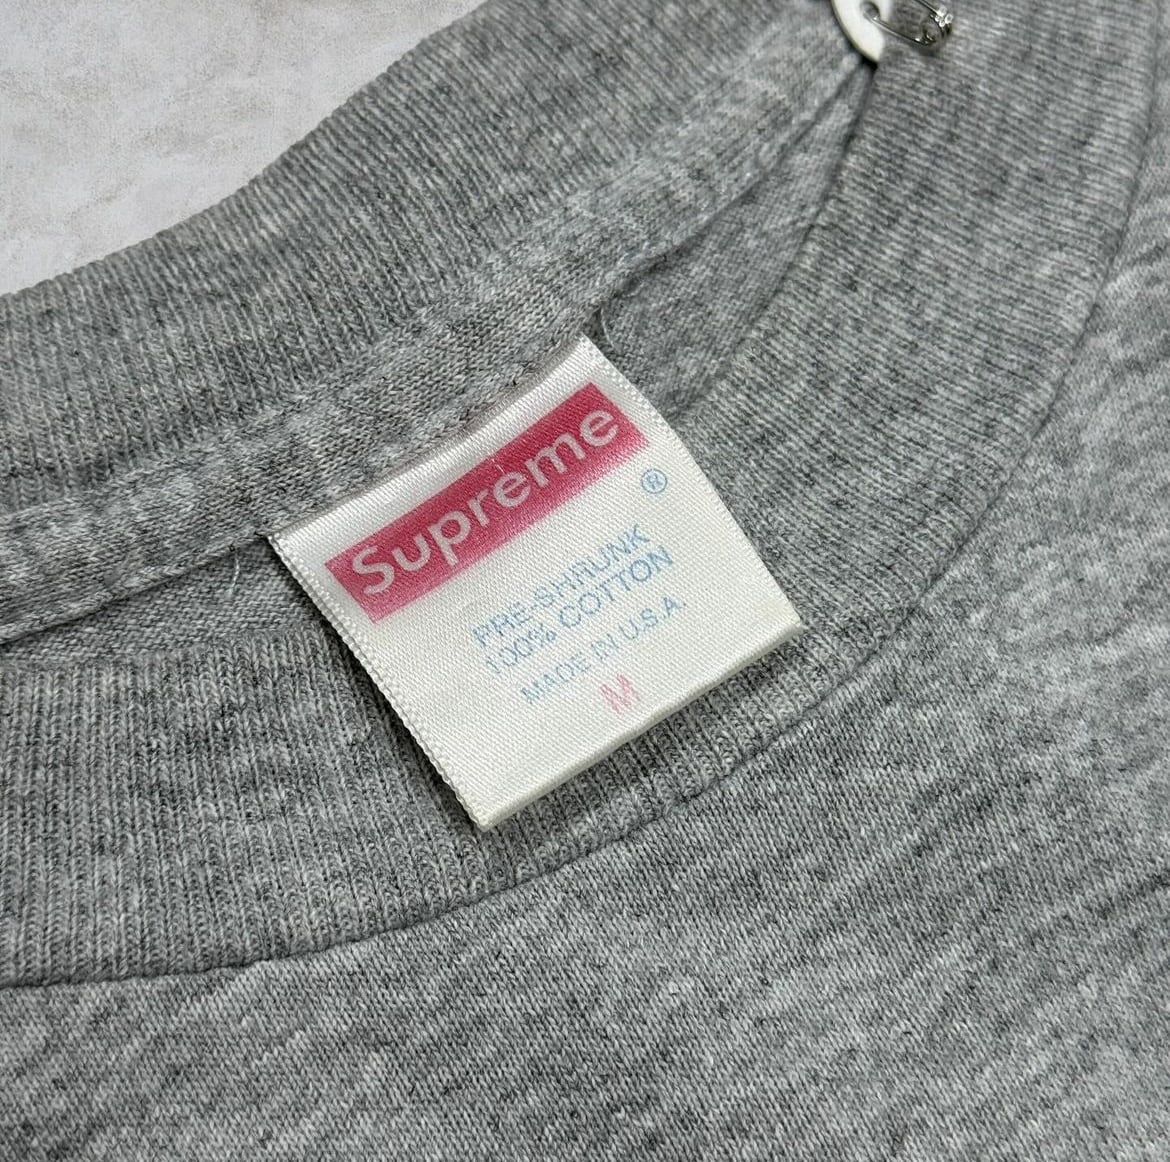 Supreme
®
PRE-SHRUNK
100% COTTON
MADE IN U.S.A.
M